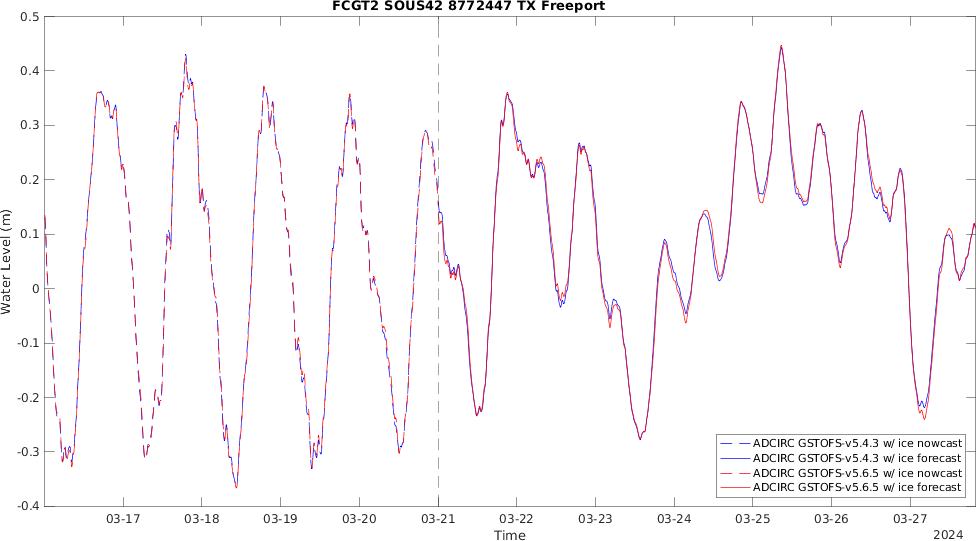 FCGT2 SOUS42 8772447 TX Freeport
Water Level (m)
0.5
0.4
0.3
0.2
0.1
0
-0.1
-0.2
-0.3
-0.4
ADCIRC GSTOFS-v5.4.3 w/ ice nowcast
ADCIRC GSTOFS-v5.4.3 w/ ice forecast
ADCIRC GSTOFS-v5.6.5 w/ ice nowcast
ADCIRC GSTOFS-v5.6.5 w/ ice forecast
03-17 03-18 03-19 03-20 03-21 03-22 03-23 03-24 03-25 03-26 03-27
Time
2024